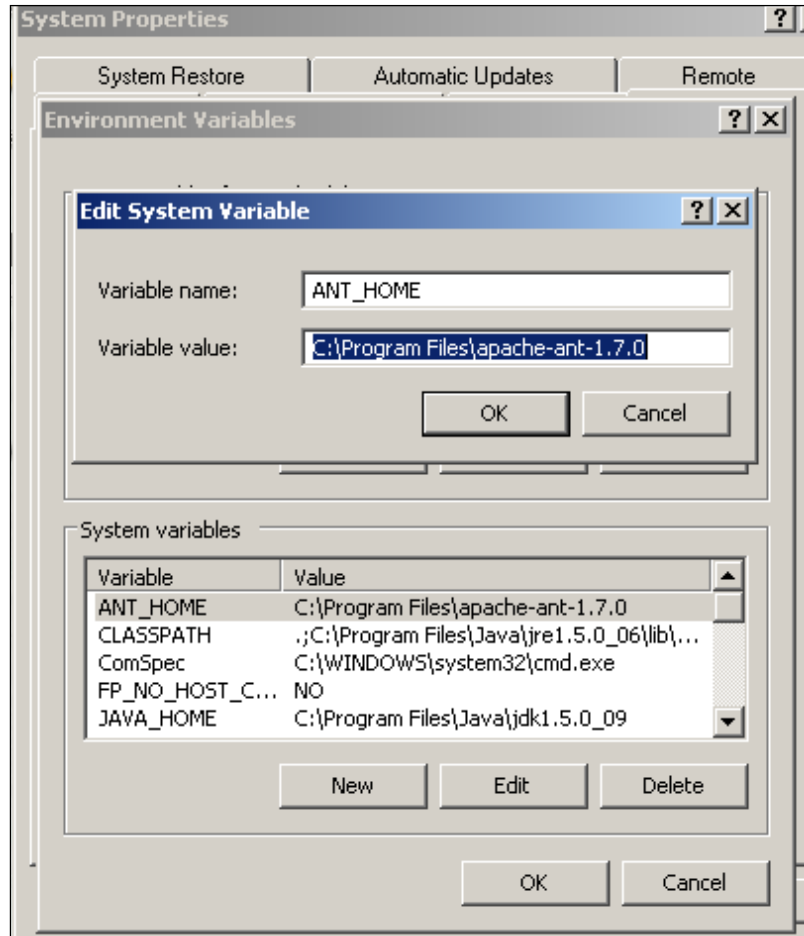 System Properties
System Restore Automatic Updates Remote
Environment Variables
Edit System Variable
Variable name: ANT_HOME
Variable value: C:\Program Files\apache-ant-1.7.0
OK Cancel
System variables
Variable Value
ANT_HOME C:\Program Files\apache-ant-1.7.0
CLASSPATH .;C:\Program Files\Java\jre1.5.0_06\lib\...
ComSpec C:\WINDOWS\system32\cmd.exe
FP_NO_HOST_C... NO
JAVA_HOME C:\Program Files\Java\jdk1.5.0_09
New Edit Delete
OK Cancel